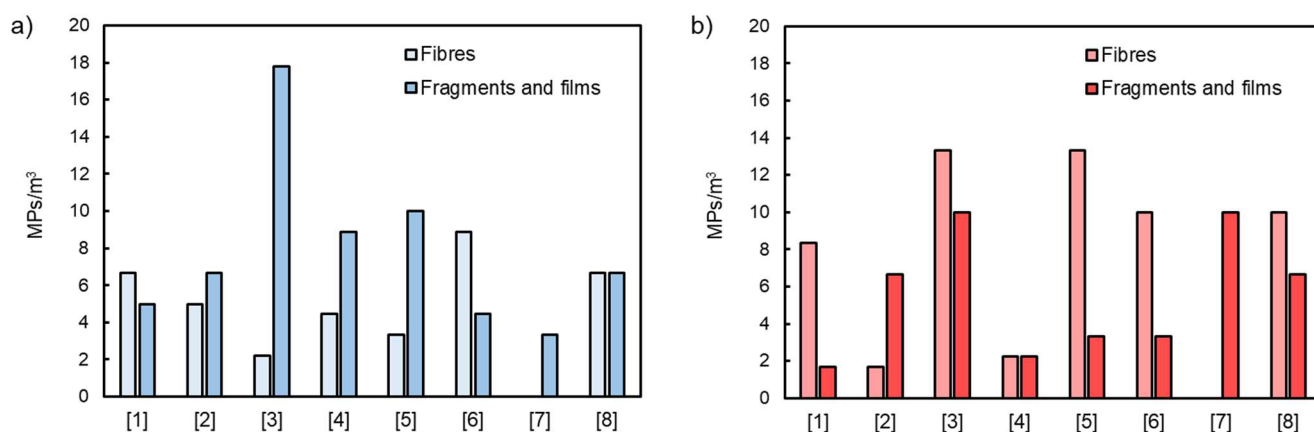 a)
MPs/m³
20
18
16
14
12
10
8
6
4
2
0
Fibres
Fragments and films
[1] [2] [3] [4] [5] [6] [7] [8]
b)
MPs/m³
20
18
16
14
12
10
8
6
4
2
0
Fibres
Fragments and films
[1] [2] [3] [4] [5] [6] [7] [8]